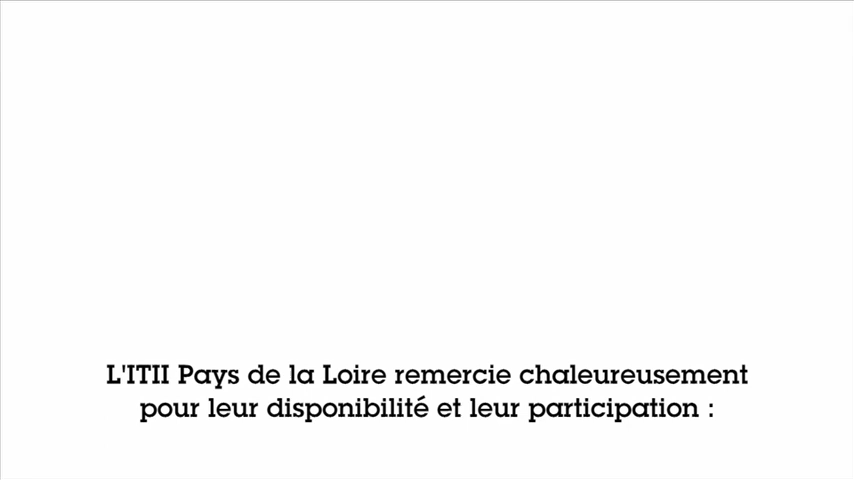 L'ITII Pays de la Loire remercie chaleureusement
pour leur disponibilité et leur participation :